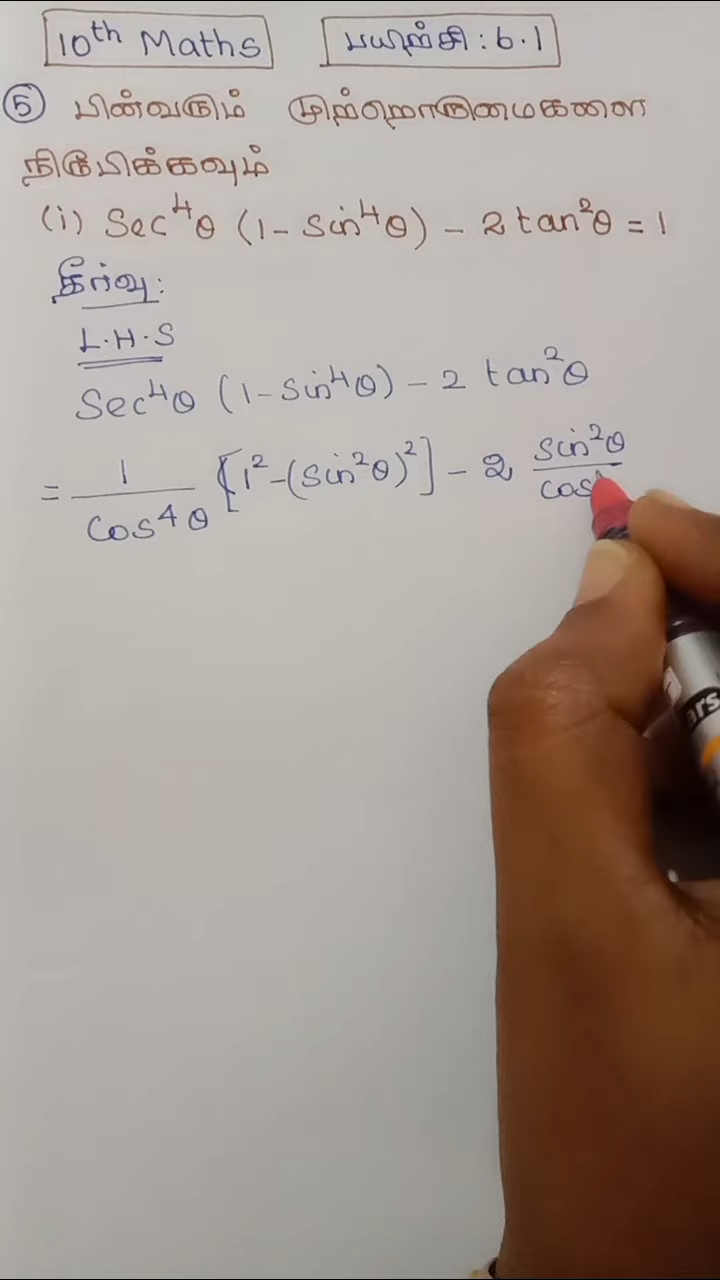 10th Maths பயிற்சி : 6.1
⑤ பின்வரும் முற்றொருமைகளை
நிரூபிக்கவும்
(i) Sec⁴θ (1 - sin⁴θ) - 2 tan²θ = 1
தீர்வு:
L.H.S
Sec⁴θ (1 - sin⁴θ) - 2 tan²θ
= 1/Cos⁴θ [1² - (sin²θ)²] - 2 sin²θ/cos
ars